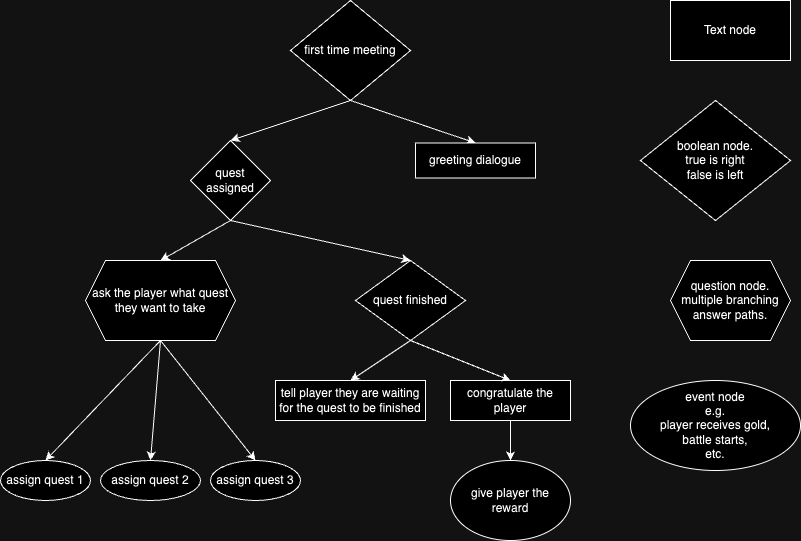 first time meeting
Text node
greeting dialogue
boolean node.
true is right
false is left
quest
assigned
ask the player what quest
they want to take
quest finished
question node.
multiple branching
answer paths.
tell player they are waiting
for the quest to be finished
congratulate the
player
event node
e.g.
player receives gold,
battle starts,
etc.
assign quest 1
assign quest 2
assign quest 3
give player the
reward